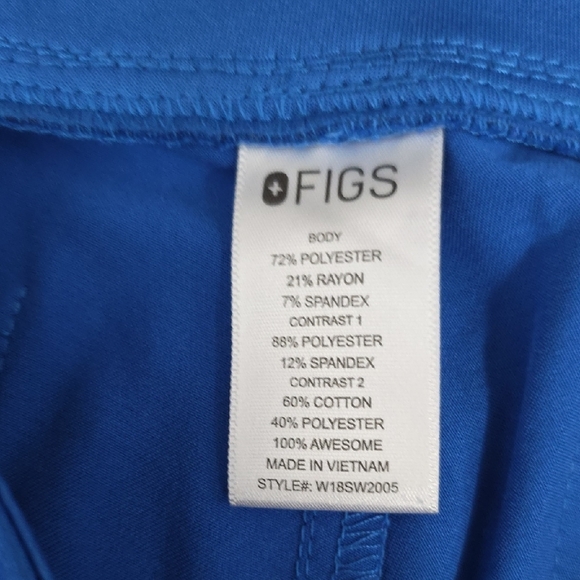 FIGS
BODY
72% POLYESTER
21% RAYON
7% SPANDEX
CONTRAST 1
88% POLYESTER
12% SPANDEX
CONTRAST 2
60% COTTON
40% POLYESTER
100% AWESOME
MADE IN VIETNAM
STYLE#: W18SW2005